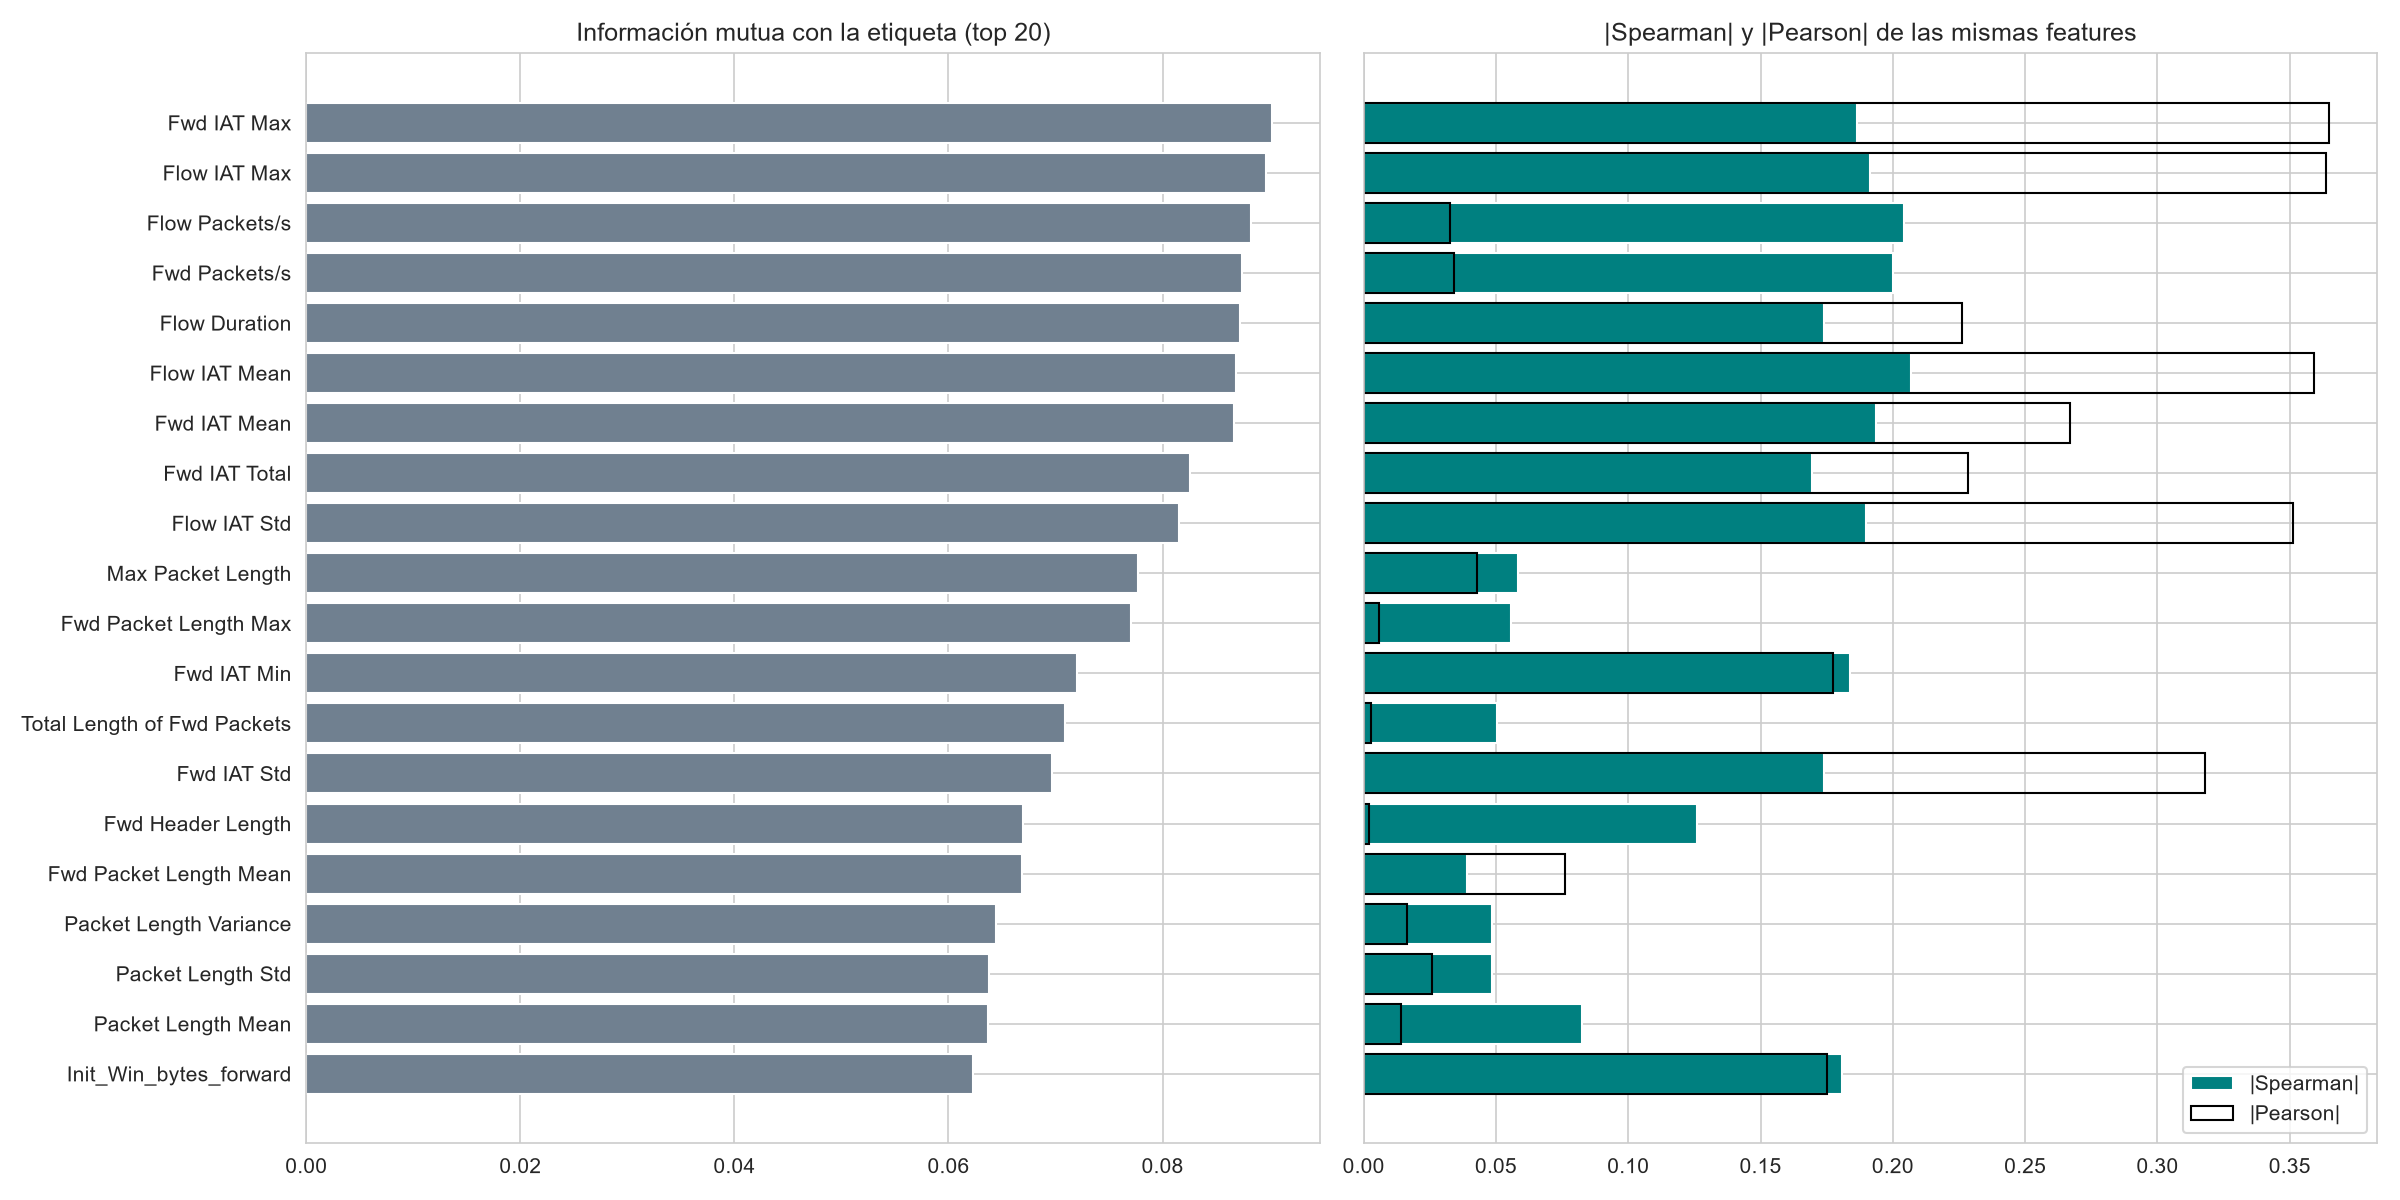 Información mutua con la etiqueta (top 20)
Fwd IAT Max
Flow IAT Max
Flow Packets/s
Fwd Packets/s
Flow Duration
Flow IAT Mean
Fwd IAT Mean
Fwd IAT Total
Flow IAT Std
Max Packet Length
Fwd Packet Length Max
Fwd IAT Min
Total Length of Fwd Packets
Fwd IAT Std
Fwd Header Length
Fwd Packet Length Mean
Packet Length Variance
Packet Length Std
Packet Length Mean
Init_Win_bytes_forward
0.00 0.02 0.04 0.06 0.08
|Spearman| y |Pearson| de las mismas features
|Spearman|
|Pearson|
0.00 0.05 0.10 0.15 0.20 0.25 0.30 0.35